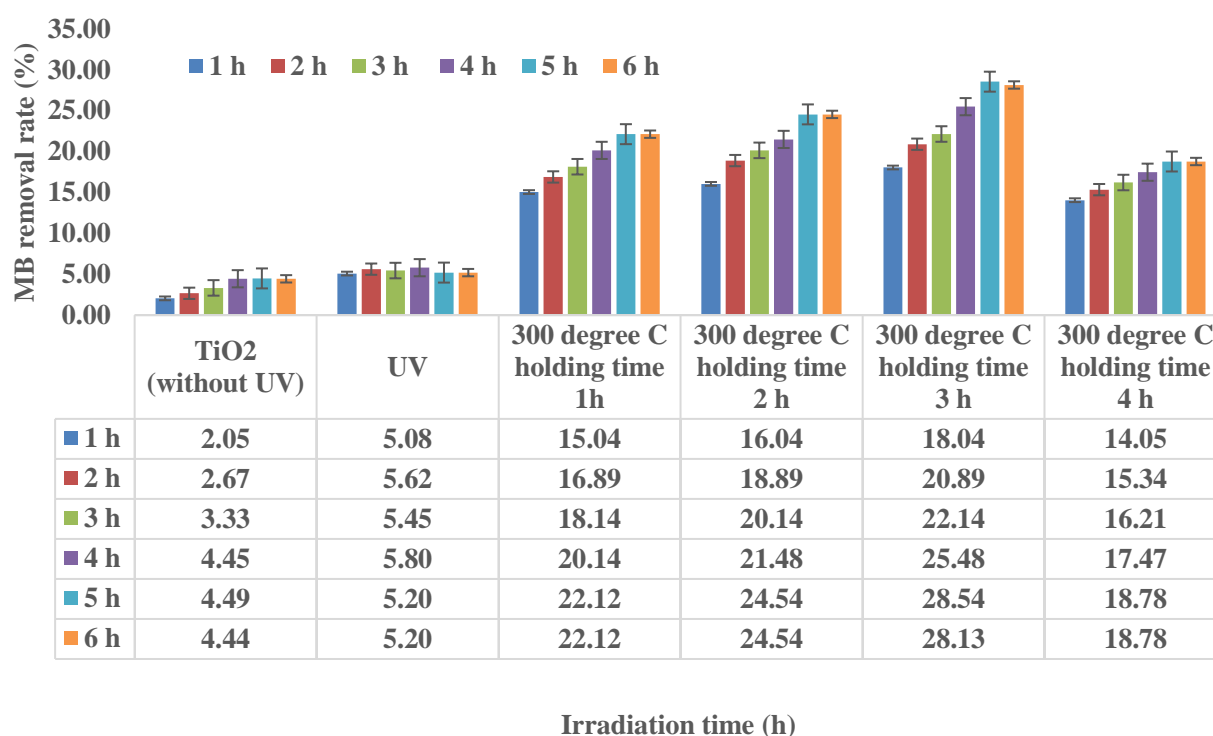 MB removal rate (%)
35.00
30.00
25.00
20.00
15.00
10.00
5.00
0.00
1 h 2 h 3 h 4 h 5 h 6 h
TiO2
(without UV)
UV
300 degree C
holding time
1h
300 degree C
holding time
2 h
300 degree C
holding time
3 h
300 degree C
holding time
4 h
1 h 2.05 5.08 15.04 16.04 18.04 14.05
2 h 2.67 5.62 16.89 18.89 20.89 15.34
3 h 3.33 5.45 18.14 20.14 22.14 16.21
4 h 4.45 5.80 20.14 21.48 25.48 17.47
5 h 4.49 5.20 22.12 24.54 28.54 18.78
6 h 4.44 5.20 22.12 24.54 28.13 18.78
Irradiation time (h)